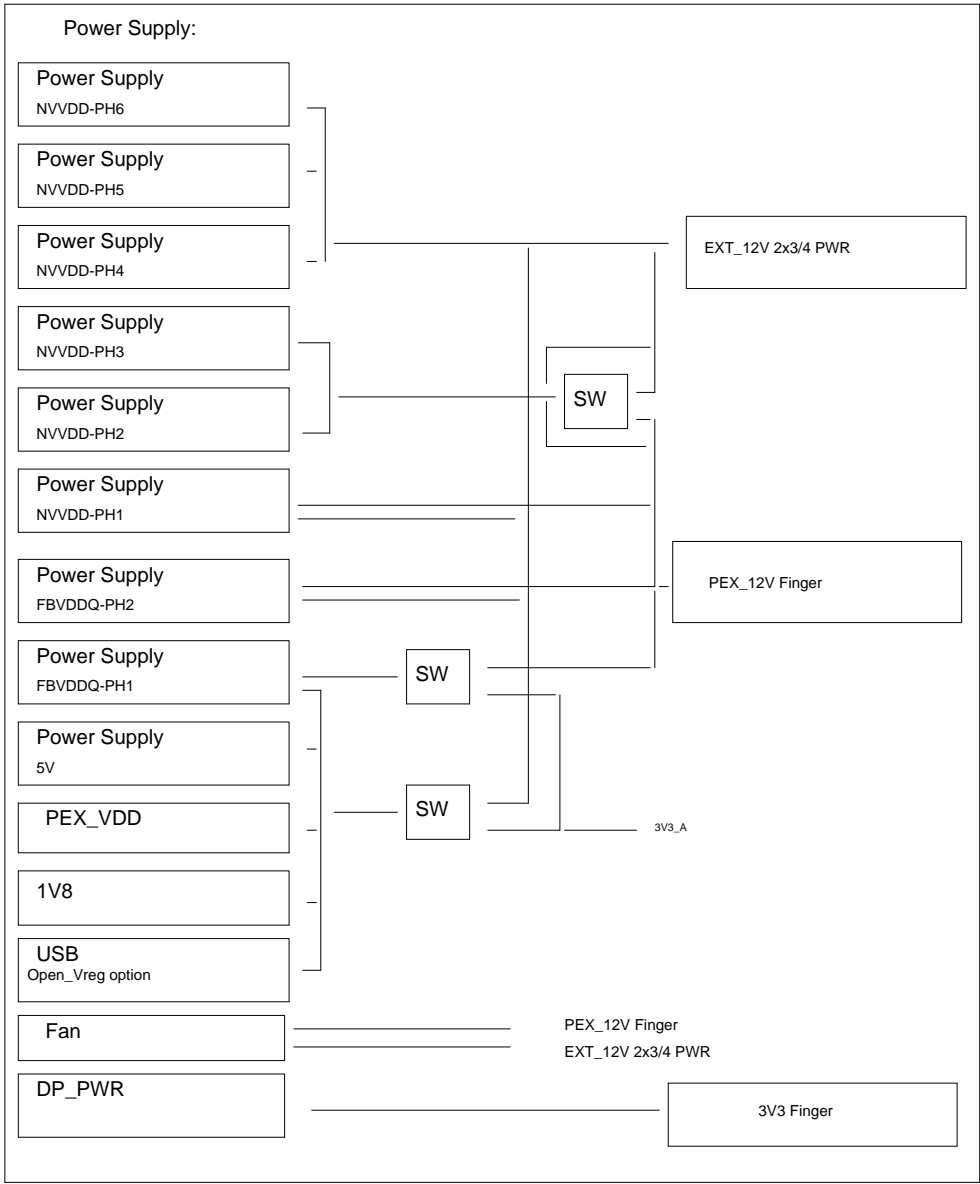 Power Supply:
Power Supply
NVVDD-PH6
Power Supply
NVVDD-PH5
Power Supply
NVVDD-PH4
EXT_12V 2x3/4 PWR
Power Supply
NVVDD-PH3
Power Supply
NVVDD-PH2
SW
Power Supply
NVVDD-PH1
Power Supply
FBVDDQ-PH2
PEX_12V Finger
Power Supply
FBVDDQ-PH1
SW
Power Supply
5V
PEX_VDD
SW
3V3_A
1V8
USB
Open_Vreg option
Fan
PEX_12V Finger
EXT_12V 2x3/4 PWR
DP_PWR
3V3 Finger